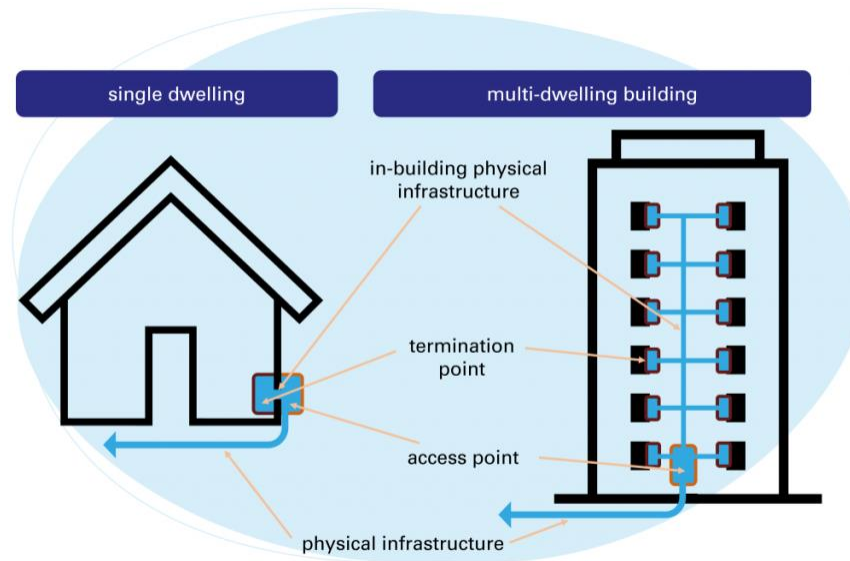 single dwelling
multi-dwelling building
in-building physical
infrastructure
termination
point
access point
physical infrastructure